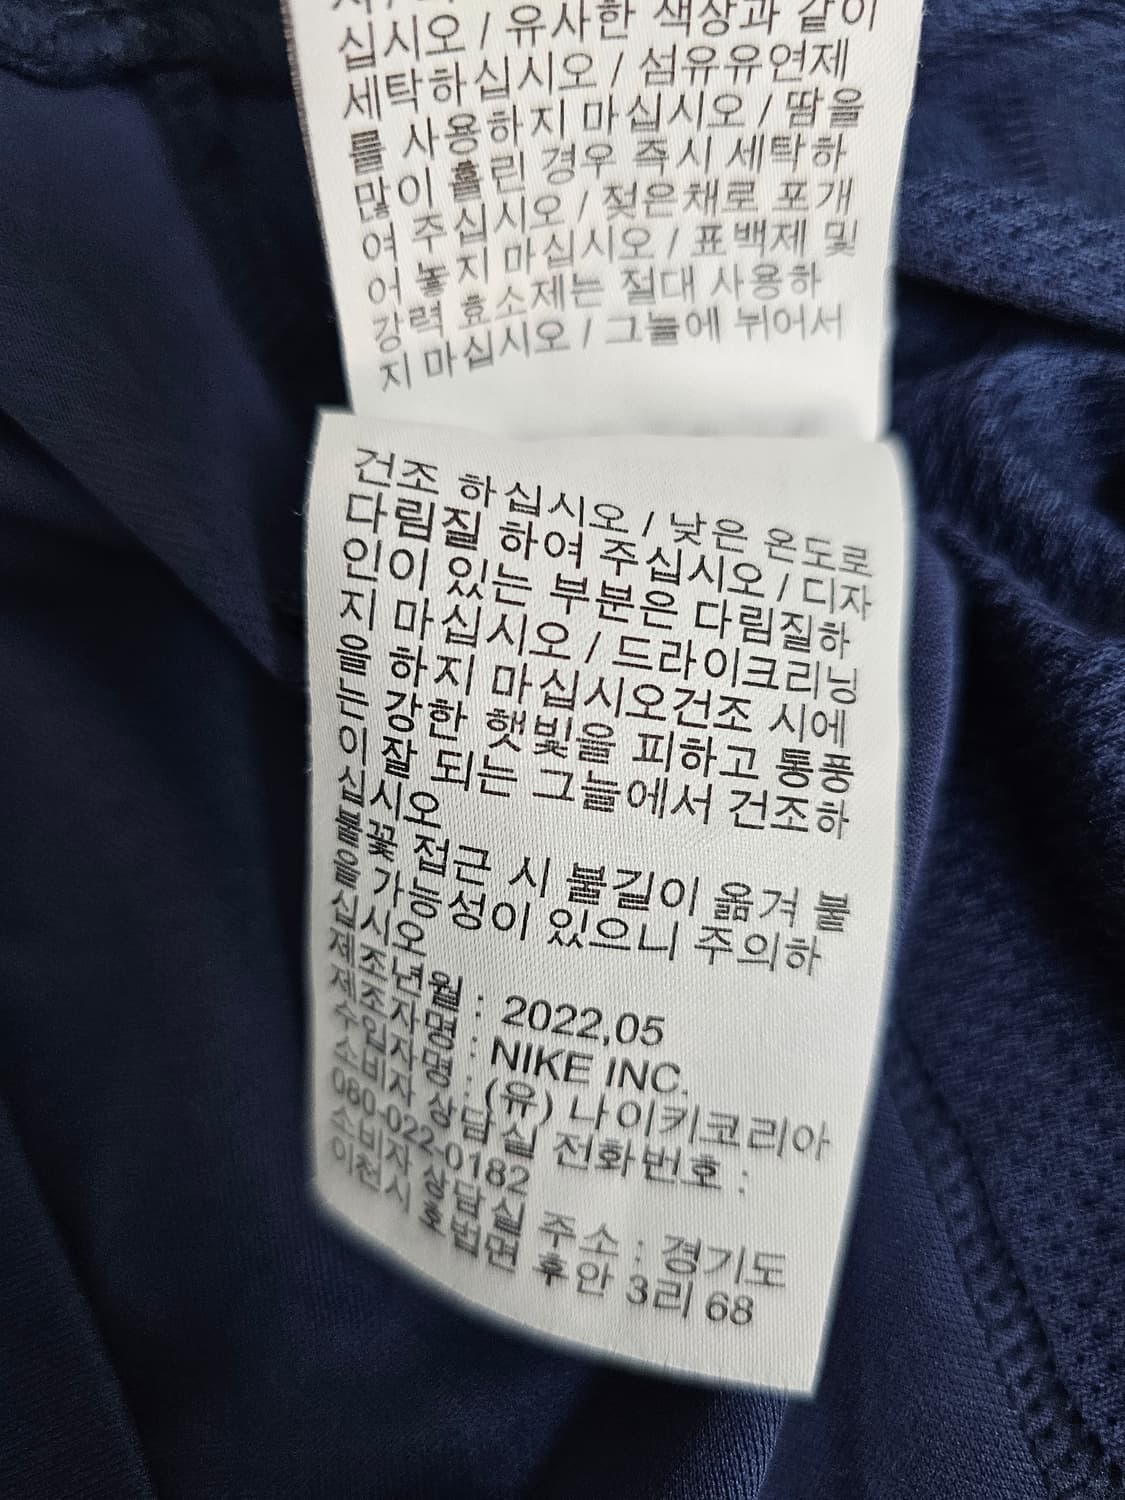 십시오 / 유사한 색상과 같이
세탁하십시오 / 섬유유연제
를 사용하지 마십시오 / 땀을
많이 흘린 경우 즉시 세탁하
여 주십시오 / 젖은채로 포개
어 놓지 마십시오 / 표백제 및
강력 효소제는 절대 사용하
지 마십시오 / 그늘에 뉘어서
건조 하십시오 / 낮은 온도로
다림질 하여 주십시오 / 디자
인이 있는 부분은 다림질하
지 마십시오 / 드라이크리닝
을 하지 마십시오건조 시에
는 강한 햇빛을 피하고 통풍
이 잘 되는 그늘에서 건조하
십시오
불꽃 접근 시 불길이 옮겨 붙
을 가능성이 있으니 주의하
십시오
제조년월 : 2022,05
제조자명 : NIKE INC.
수입자명 : (유) 나이키코리아
소비자 상담실 전화번호 :
080-022-0182
소비자 상담실 주소 : 경기도
이천시 호법면 후안 3리 68